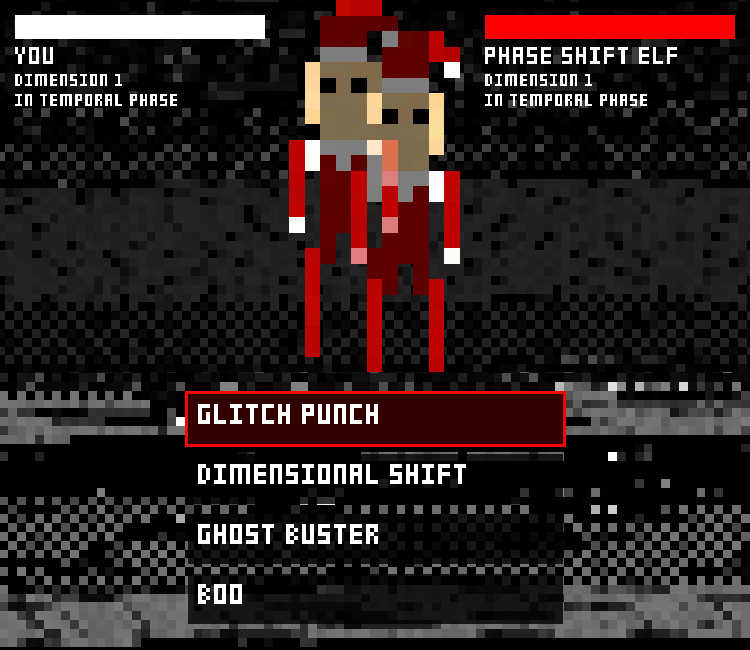 YOU
DIMENSION 1
IN TEMPORAL PHASE
PHASE SHIFT ELF
DIMENSION 1
IN TEMPORAL PHASE
GLITCH PUNCH
DIMENSIONAL SHIFT
GHOST BUSTER
BOO